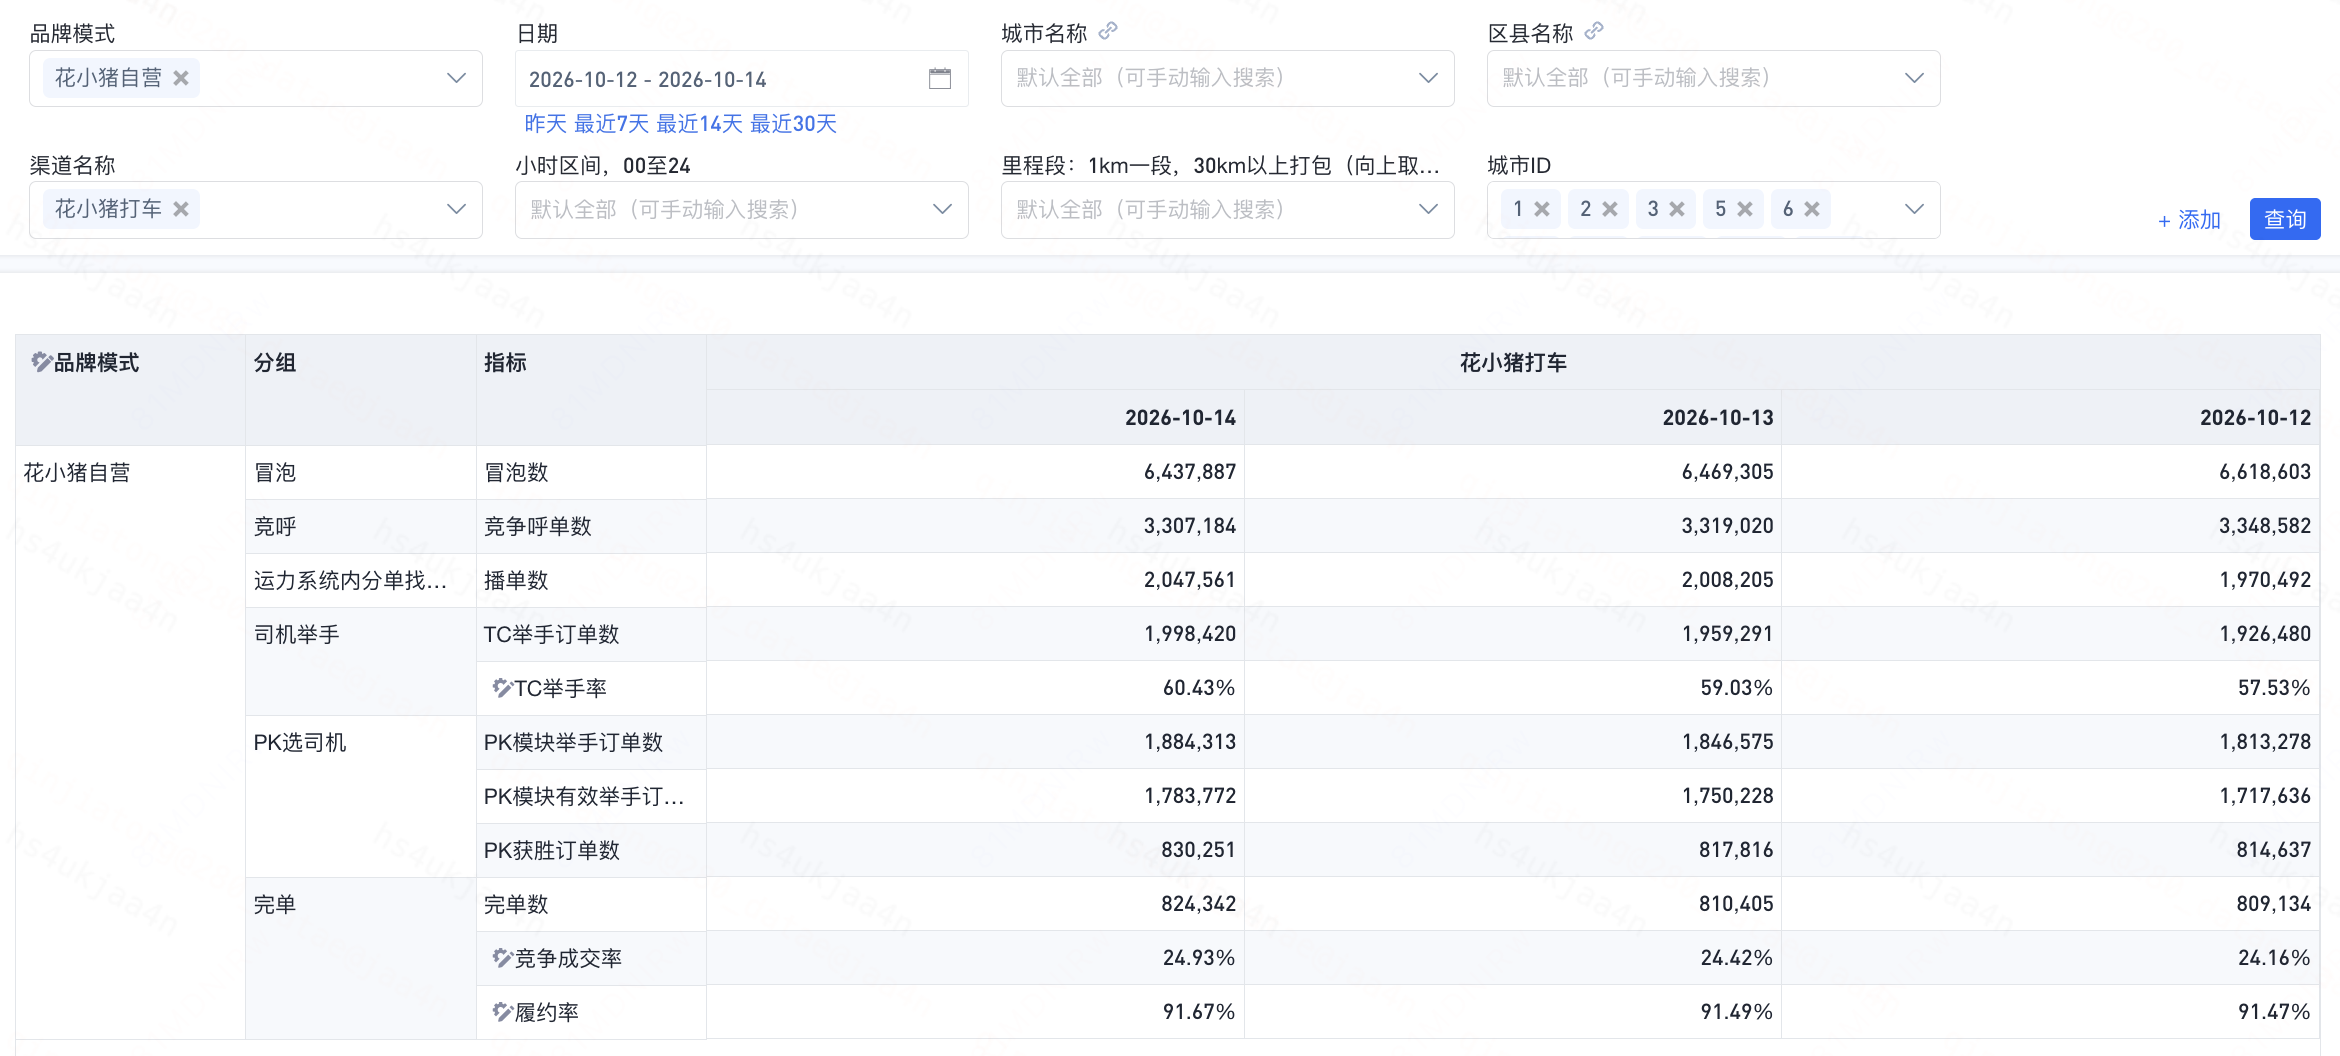 品牌模式
日期
城市名称
区县名称
花小猪自营
2026-10-12 - 2026-10-14
默认全部（可手动输入搜索）
默认全部（可手动输入搜索）
昨天 最近7天 最近14天 最近30天
渠道名称
小时区间，00至24
里程段：1km一段，30km以上打包（向上取...
城市ID
花小猪打车
默认全部（可手动输入搜索）
默认全部（可手动输入搜索）
1 2 3 5 6
+ 添加
查询
品牌模式 分组 指标 花小猪打车
2026-10-14 2026-10-13 2026-10-12
花小猪自营 冒泡 冒泡数 6,437,887 6,469,305 6,618,603
竞呼 竞争呼单数 3,307,184 3,319,020 3,348,582
运力系统内分单找... 播单数 2,047,561 2,008,205 1,970,492
司机举手 TC举手订单数 1,998,420 1,959,291 1,926,480
TC举手率 60.43% 59.03% 57.53%
PK选司机 PK模块举手订单数 1,884,313 1,846,575 1,813,278
PK模块有效举手订... 1,783,772 1,750,228 1,717,636
PK获胜订单数 830,251 817,816 814,637
完单 完单数 824,342 810,405 809,134
竞争成交率 24.93% 24.42% 24.16%
履约率 91.67% 91.49% 91.47%
hs4ukjaa4n